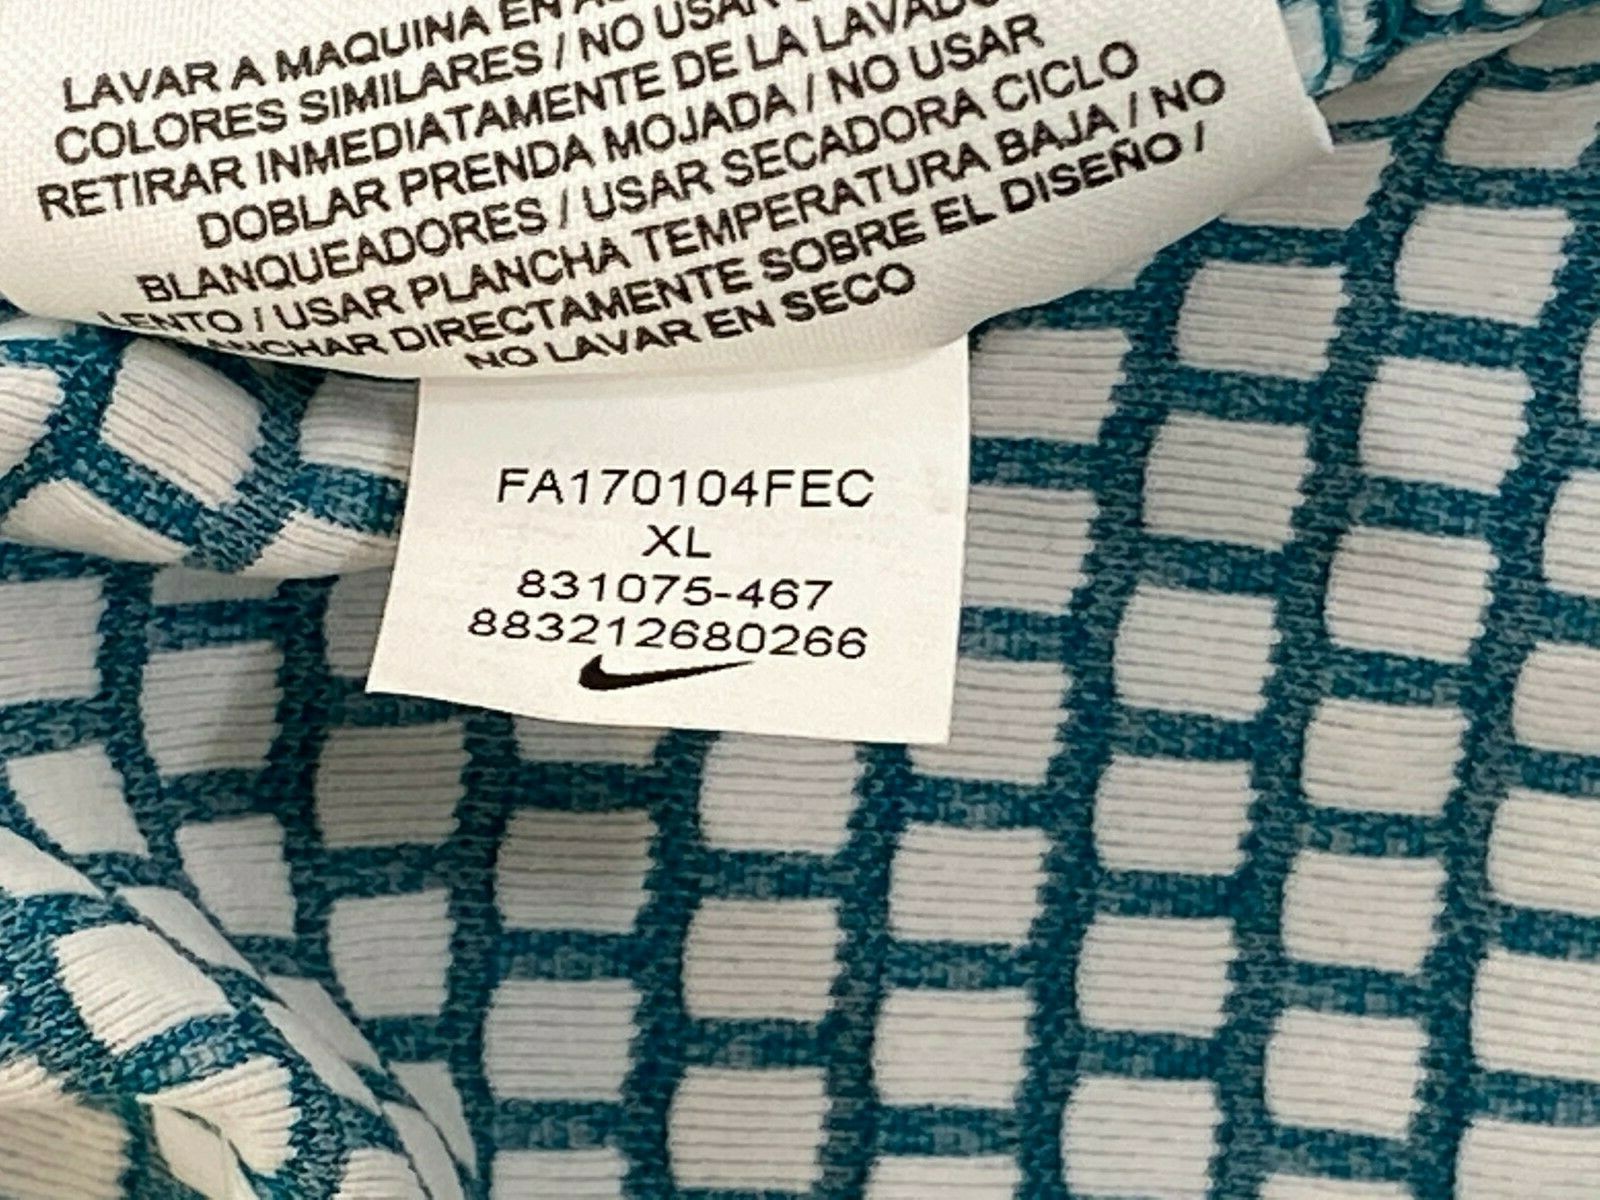 LAVAR A MAQUINA EN
COLORES SIMILARES / NO USAR
RETIRAR INMEDIATAMENTE DE LA
DOBLAR PRENDA MOJADA / NO USAR
BLANQUEADORES / USAR SECADORA CICLO
LENTO / USAR PLANCHA TEMPERATURA BAJA / NO
DIRECTAMENTE SOBRE EL DISEÑO /
NO LAVAR EN SECO
FA170104FEC
XL
831075-467
883212680266